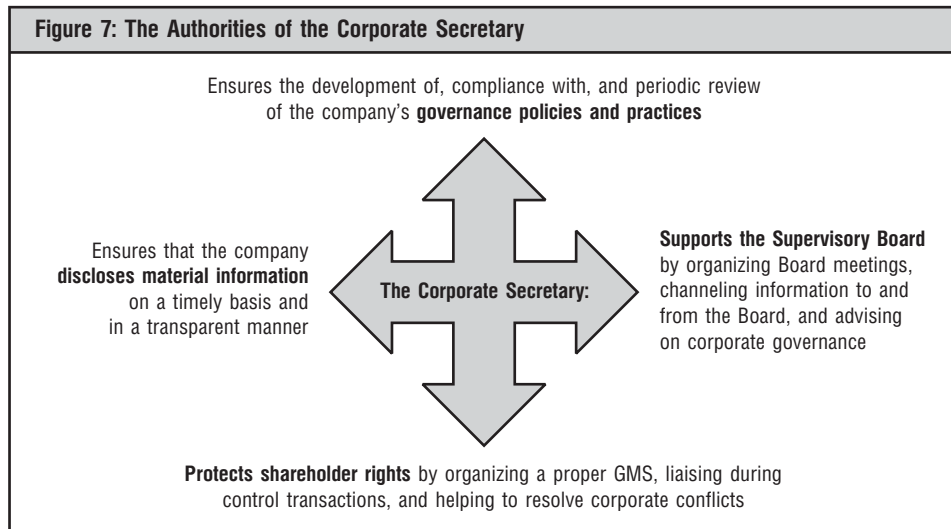 Figure 7: The Authorities of the Corporate Secretary
Ensures the development of, compliance with, and periodic review
of the company's governance policies and practices
Ensures that the company
discloses material information
on a timely basis and
in a transparent manner
The Corporate Secretary:
Supports the Supervisory Board
by organizing Board meetings,
channeling information to and
from the Board, and advising
on corporate governance
Protects shareholder rights by organizing a proper GMS, liaising during
control transactions, and helping to resolve corporate conflicts